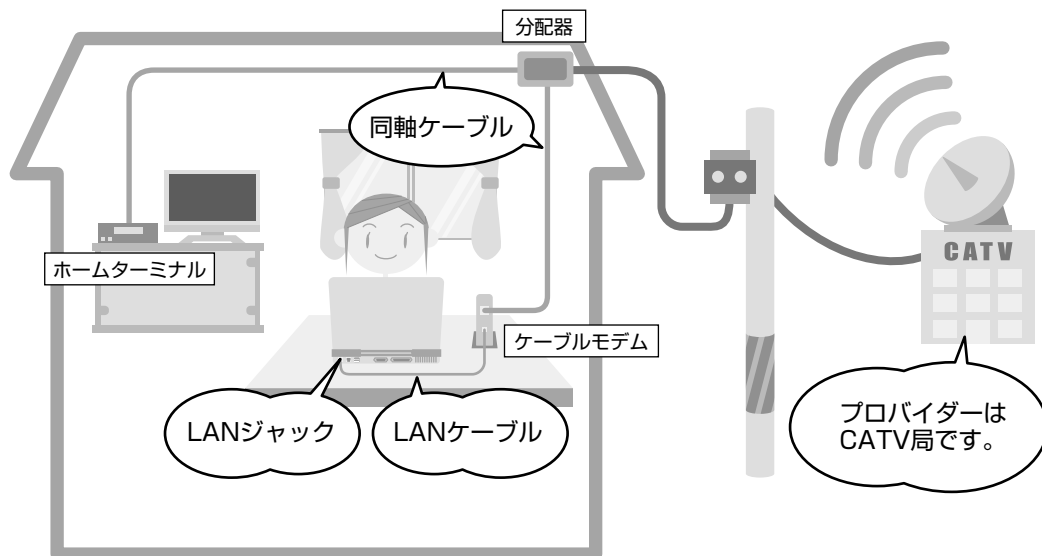 分配器
同軸ケーブル
ホームターミナル
CATV
ケーブルモデム
LANジャック
LANケーブル
プロバイダーは
CATV局です。